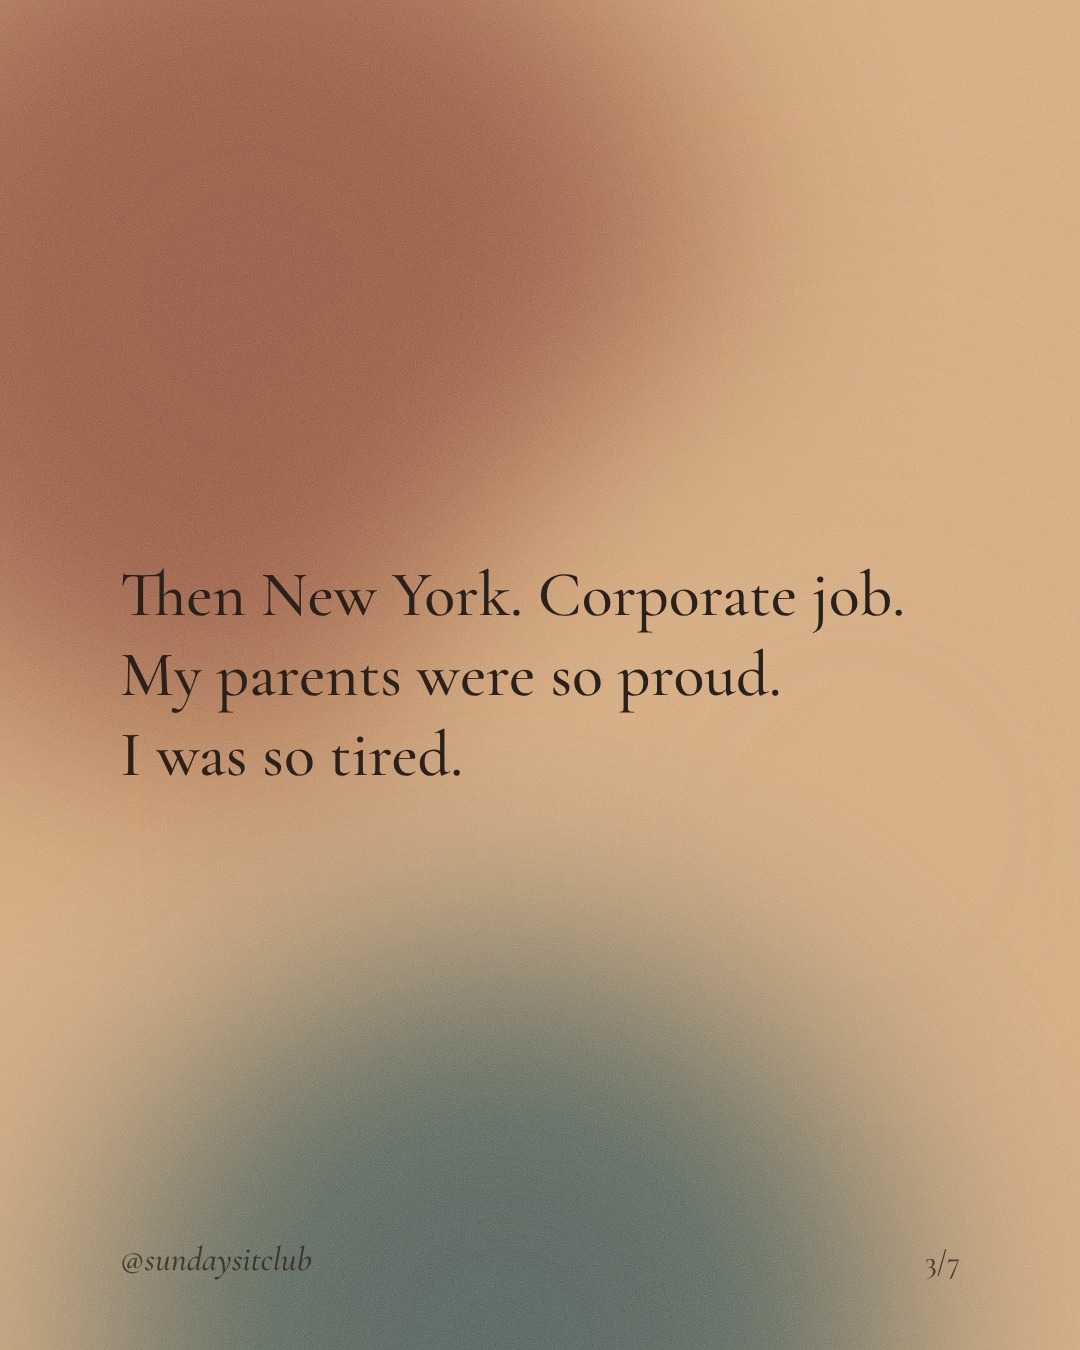 Then New York. Corporate job.
My parents were so proud.
I was so tired.
@sundaysitclub
3/7